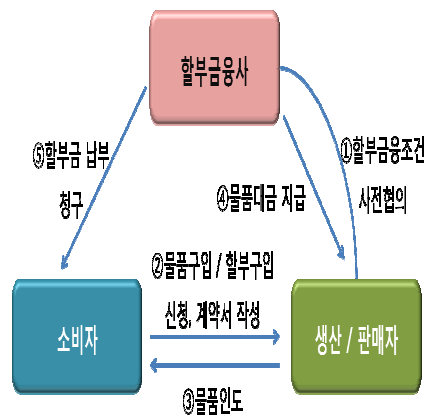 할부금융사
⑤할부금 납부
청구
①할부금융조건
사전협의
④물품대금 지급
②물품구입 / 할부구입
신청, 계약서 작성
소비자
생산 / 판매자
③물품인도